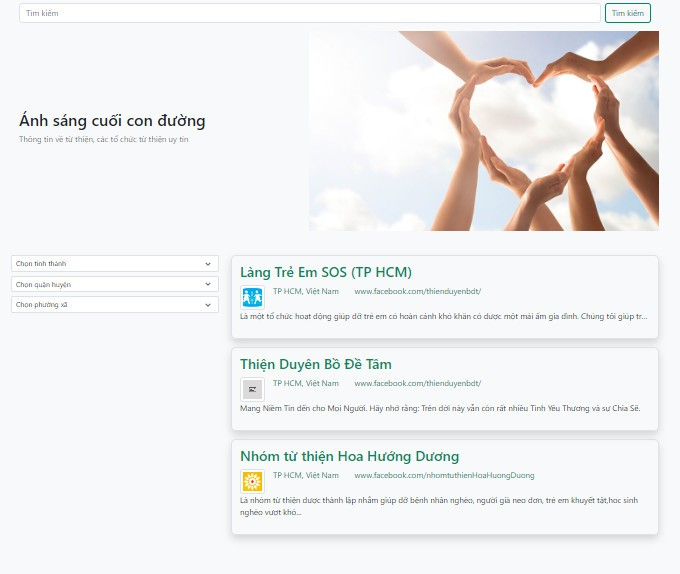 Tìm kiếm
Tìm kiếm
Ánh sáng cuối con đường
Thông tin về từ thiện, các tổ chức từ thiện uy tín
Chọn tỉnh thành
Chọn quận huyện
Chọn phường xã
Làng Trẻ Em SOS (TP HCM)
TP HCM, Việt Nam www.facebook.com/thienduyenbdt/
Là một tổ chức hoạt động giúp đỡ trẻ em có hoàn cảnh khó khăn có được một mái ấm gia đình. Chúng tôi giúp tr...
Thiện Duyên Bồ Đề Tâm
TP HCM, Việt Nam www.facebook.com/thienduyenbdt/
Mang Niềm Tin đến cho Mọi Người. Hãy nhớ rằng: Trên đời này vẫn còn rất nhiều Tình Yêu Thương và sự Chia Sẽ.
Nhóm từ thiện Hoa Hướng Dương
TP HCM, Việt Nam www.facebook.com/nhomtuthienHoaHuongDuong
Là nhóm từ thiện được thành lập nhằm giúp đỡ bệnh nhân nghèo, người già neo đơn, trẻ em khuyết tật,học sinh
nghèo vượt khó...